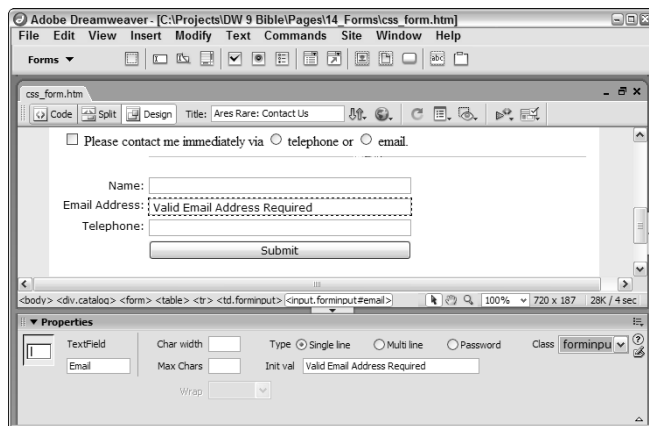 Adobe Dreamweaver - [C:\Projects\DW 9 Bible\Pages\14_Forms\css_form.htm]
File Edit View Insert Modify Text Commands Site Window Help
Forms
abc
css_form.htm
Code Split Design Title: Ares Rare: Contact Us
Please contact me immediately via telephone or email.
Name:
Email Address: Valid Email Address Required
Telephone:
Submit
<body> <div.catalog> <form> <table> <tr> <td.forminput> <input.forminput#email> 100% 720 x 187 28K / 4 sec
Properties
TextField Char width Type Single line Multi line Password Class forminpu
Email Max Chars Init val Valid Email Address Required
Wrap